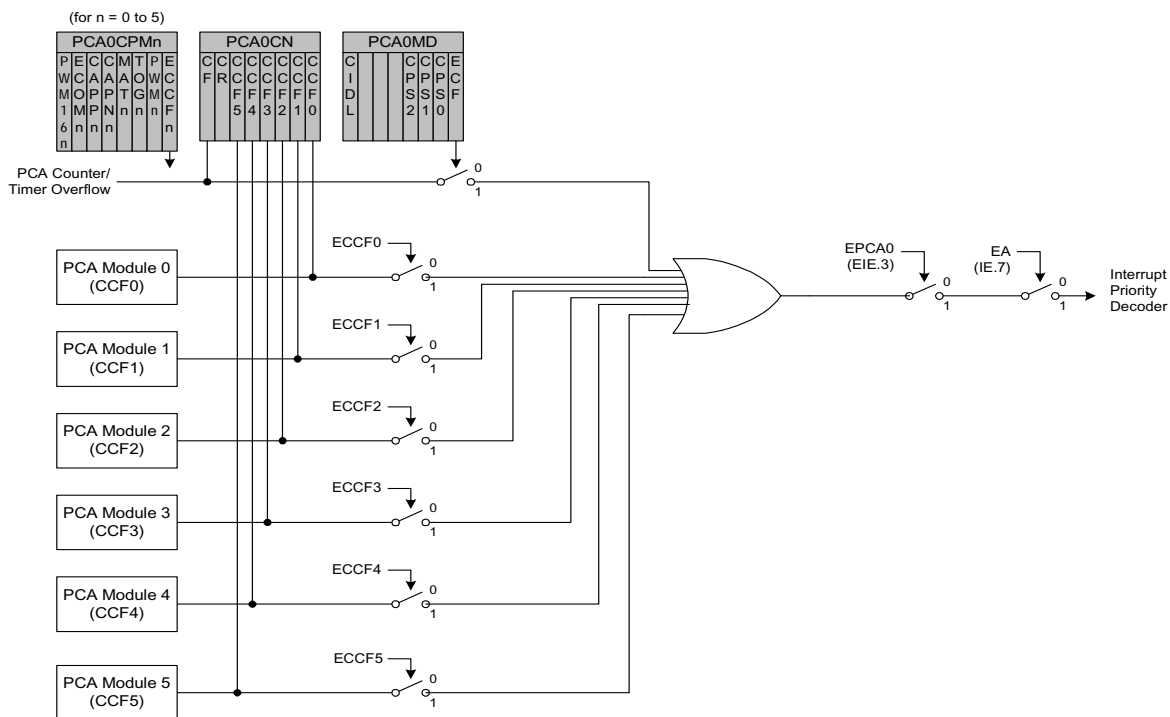 (for n = 0 to 5)
PCA0CPMn
PWM16n
ECOMn
CAPPn
CAPNn
MATn
TOGn
PWMn
ECCFn
PCA0CN
CF
CR
CCF5
CCF4
CCF3
CCF2
CCF1
CCF0
PCA0MD
CIDL
CPS2
CPS1
CPS0
ECF
PCA Counter/
Timer Overflow
0
1
PCA Module 0
(CCF0)
ECCF0
0
1
EPCA0
(EIE.3)
0
1
EA
(IE.7)
0
1
Interrupt
Priority
Decoder
PCA Module 1
(CCF1)
ECCF1
0
1
PCA Module 2
(CCF2)
ECCF2
0
1
PCA Module 3
(CCF3)
ECCF3
0
1
PCA Module 4
(CCF4)
ECCF4
0
1
PCA Module 5
(CCF5)
ECCF5
0
1